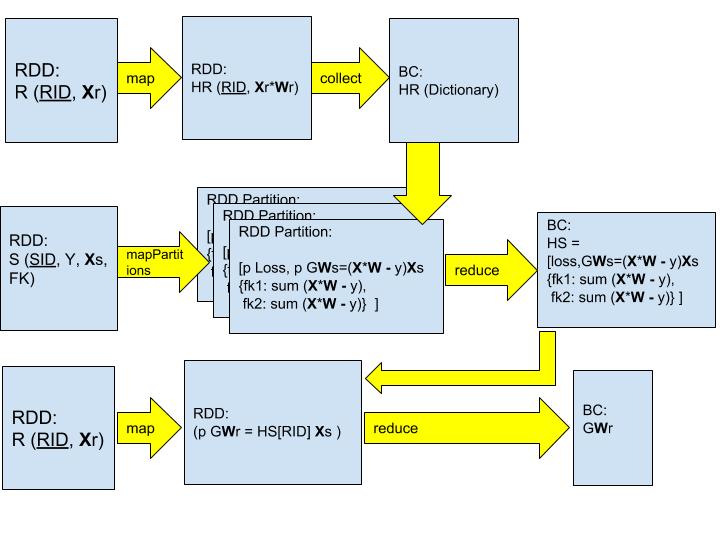 RDD:
R (RID, Xr)
map
RDD:
HR (RID, Xr*Wr)
collect
BC:
HR (Dictionary)
RDD:
S (SID, Y, Xs,
FK)
mapPartit
ions
RDD Partition:
[p
{f
f
RDD Partition:
[p
{f
f
RDD Partition:
[p Loss, p GWs=(X*W - y)Xs
{fk1: sum (X*W - y),
fk2: sum (X*W - y)} ]
reduce
BC:
HS =
[loss,GWs=(X*W - y)Xs
{fk1: sum (X*W - y),
fk2: sum (X*W - y)} ]
RDD:
R (RID, Xr)
map
RDD:
(p GWr = HS[RID] Xs )
reduce
BC:
GWr